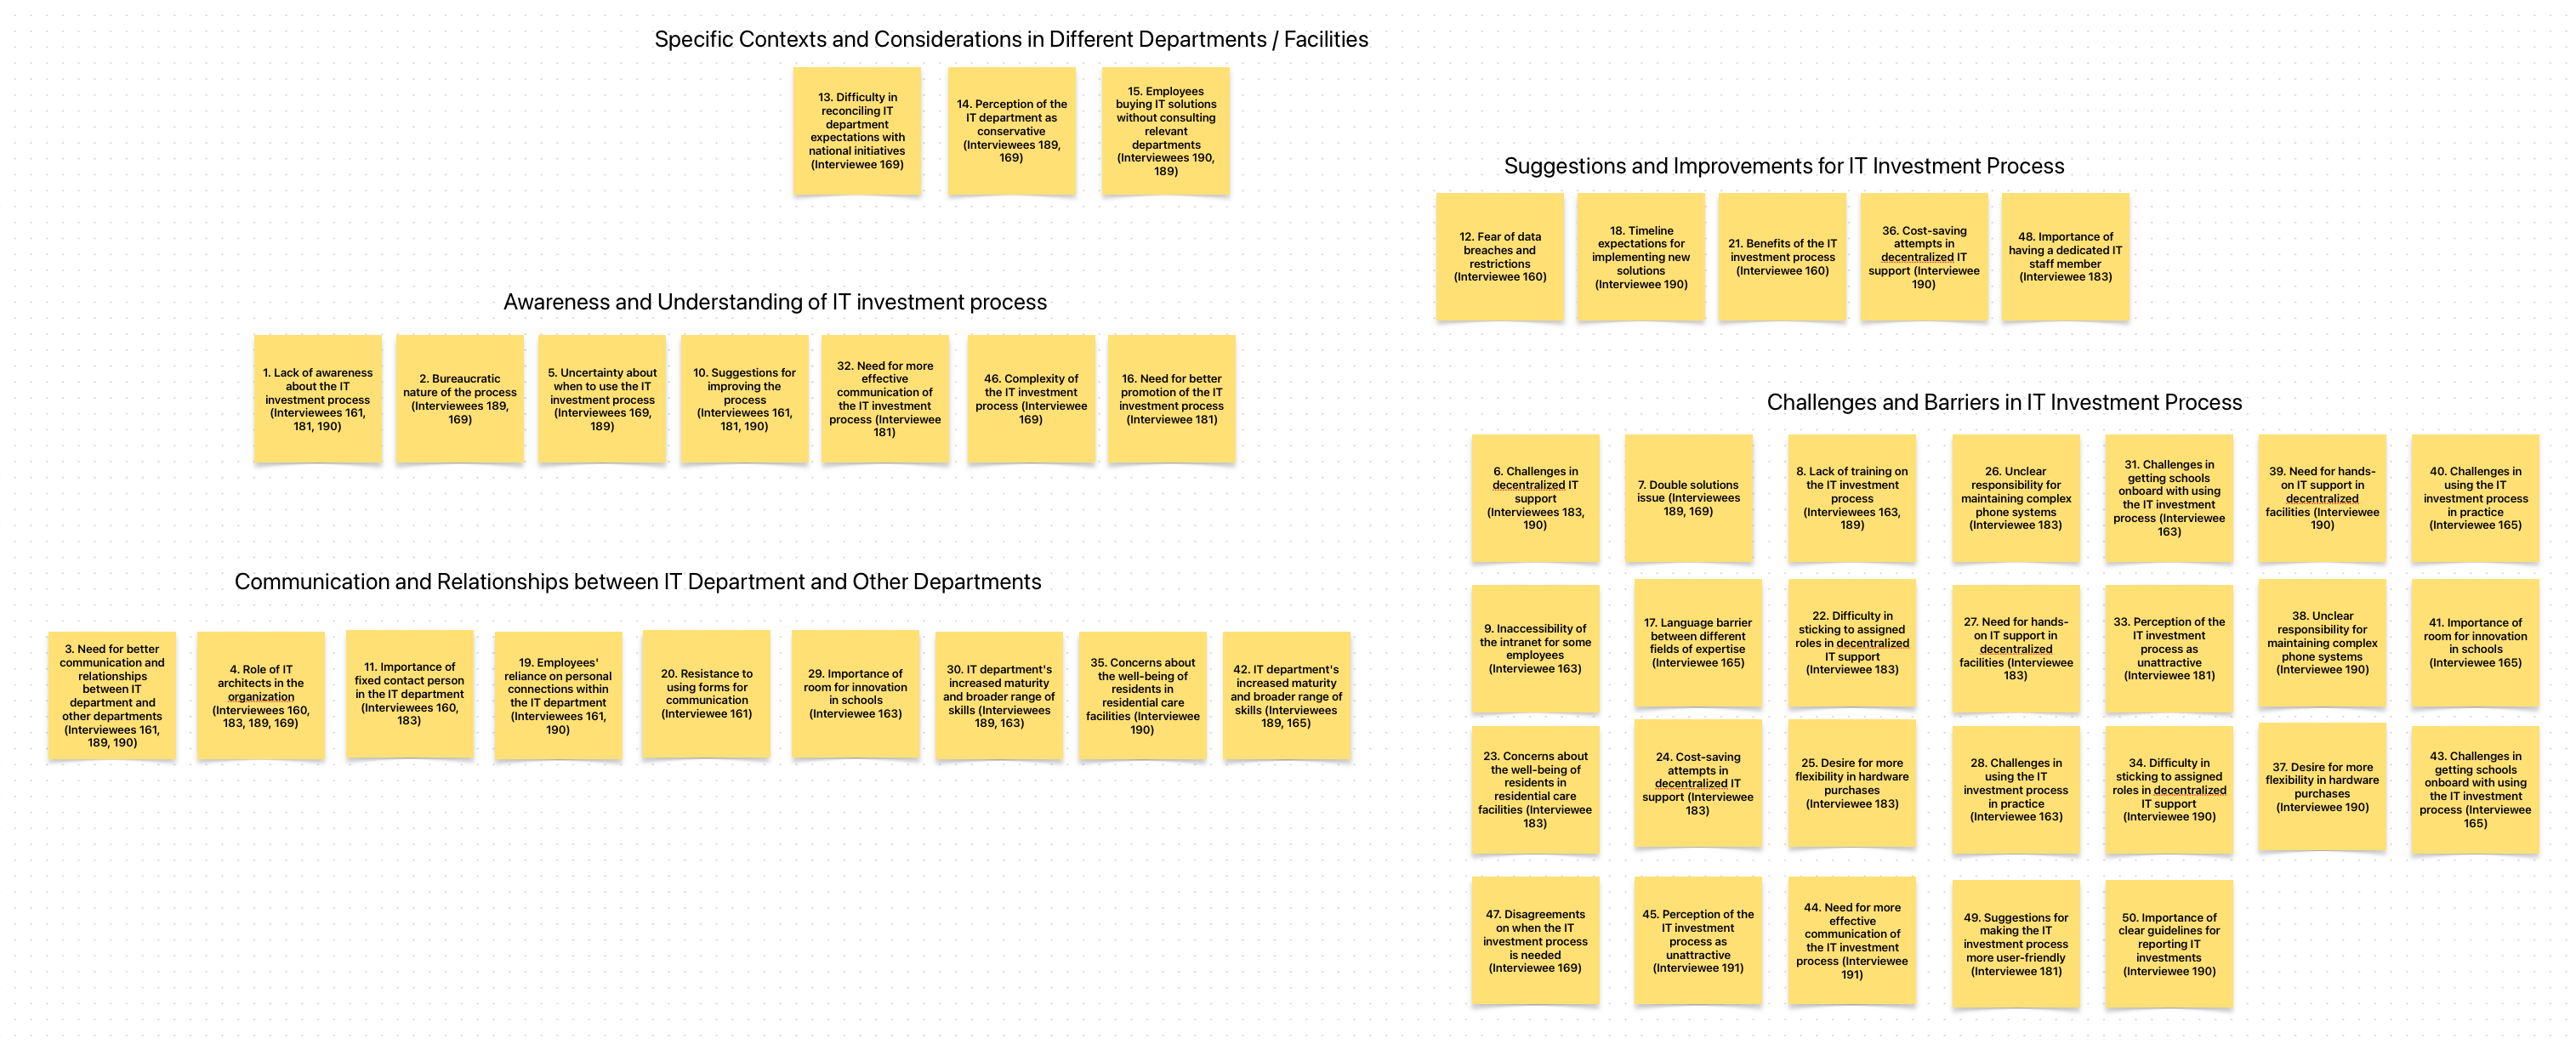 Specific Contexts and Considerations in Different Departments / Facilities
13. Difficulty in
reconciling IT
department
expectations with
national initiatives
(Interviewee 169)
14. Perception of the
IT department as
conservative
(Interviewees 189,
169)
15. Employees
buying IT solutions
without consulting
relevant
departments
(Interviewees 190,
189)
Suggestions and Improvements for IT Investment Process
12. Fear of data
breaches and
restrictions
(Interviewee 160)
18. Timeline
expectations for
implementing new
solutions
(Interviewee 190)
21. Benefits of the IT
investment process
(Interviewee 160)
36. Cost-saving
attempts in
decentralized IT
support (Interviewee
190)
48. Importance of
having a dedicated IT
staff member
(Interviewee 183)
Awareness and Understanding of IT investment process
1. Lack of awareness
about the IT
investment process
(Interviewees 161,
181, 190)
2. Bureaucratic
nature of the process
(Interviewees 189,
169)
5. Uncertainty about
when to use the IT
investment process
(Interviewees 169,
189)
10. Suggestions for
improving the
process
(Interviewees 161,
181, 190)
32. Need for more
effective
communication of
the IT investment
process (Interviewee
181)
46. Complexity of
the IT investment
process (Interviewee
169)
16. Need for better
promotion of the IT
investment process
(Interviewee 181)
Challenges and Barriers in IT Investment Process
6. Challenges in
decentralized IT
support
(Interviewees 183,
190)
7. Double solutions
issue (Interviewees
189, 169)
8. Lack of training on
the IT investment
process
(Interviewees 163,
189)
26. Unclear
responsibility for
maintaining complex
phone systems
(Interviewee 183)
31. Challenges in
getting schools
onboard with using
the IT investment
process (Interviewee
163)
39. Need for hands-
on IT support in
decentralized
facilities (Interviewee
190)
40. Challenges in
using the IT
investment process
in practice
(Interviewee 165)
9. Inaccessibility of
the intranet for some
employees
(Interviewee 163)
17. Language barrier
between different
fields of expertise
(Interviewee 165)
22. Difficulty in
sticking to assigned
roles in decentralized
IT support
(Interviewee 183)
27. Need for hands-
on IT support in
decentralized
facilities (Interviewee
183)
33. Perception of the
IT investment
process as
unattractive
(Interviewee 181)
38. Unclear
responsibility for
maintaining complex
phone systems
(Interviewee 190)
41. Importance of
room for innovation
in schools
(Interviewee 165)
23. Concerns about
the well-being of
residents in
residential care
facilities (Interviewee
183)
24. Cost-saving
attempts in
decentralized IT
support (Interviewee
183)
25. Desire for more
flexibility in hardware
purchases
(Interviewee 183)
28. Challenges in
using the IT
investment process
in practice
(Interviewee 163)
34. Difficulty in
sticking to assigned
roles in decentralized
IT support
(Interviewee 190)
37. Desire for more
flexibility in hardware
purchases
(Interviewee 190)
43. Challenges in
getting schools
onboard with using
the IT investment
process (Interviewee
165)
47. Disagreements
on when the IT
investment process
is needed
(Interviewee 169)
45. Perception of the
IT investment
process as
unattractive
(Interviewee 191)
44. Need for more
effective
communication of
the IT investment
process (Interviewee
191)
49. Suggestions for
making the IT
investment process
more user-friendly
(Interviewee 181)
50. Importance of
clear guidelines for
reporting IT
investments
(Interviewee 190)
Communication and Relationships between IT Department and Other Departments
3. Need for better
communication and
relationships
between IT
department and
other departments
(Interviewees 161,
189, 190)
4. Role of IT
architects in the
organization
(Interviewees 160,
183, 189, 169)
11. Importance of
fixed contact person
in the IT department
(Interviewees 160,
183)
19. Employees'
reliance on personal
connections within
the IT department
(Interviewees 161,
190)
20. Resistance to
using forms for
communication
(Interviewee 161)
29. Importance of
room for innovation
in schools
(Interviewee 163)
30. IT department's
increased maturity
and broader range of
skills (Interviewees
189, 163)
35. Concerns about
the well-being of
residents in
residential care
facilities (Interviewee
190)
42. IT department's
increased maturity
and broader range of
skills (Interviewees
189, 165)